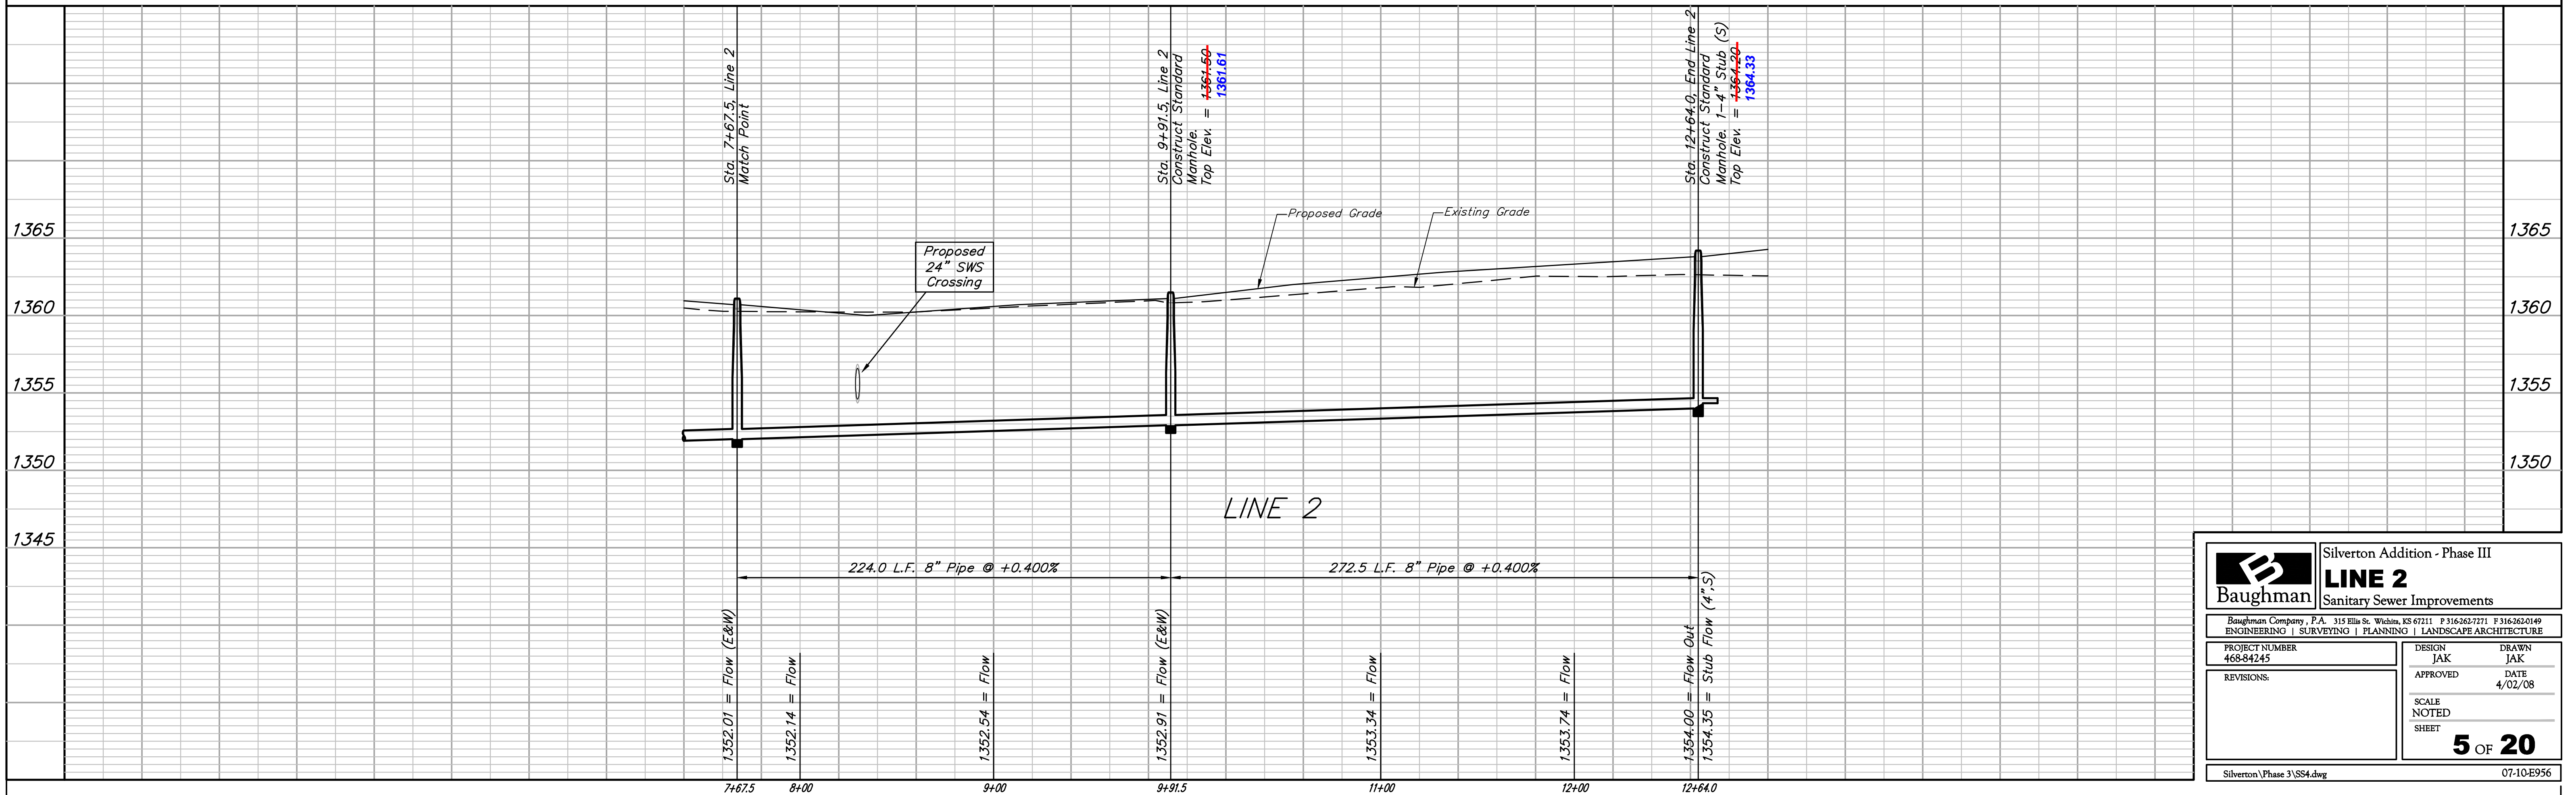 Sta. 7+67.5, Line 2
Match Point
Sta. 9+91.5, Line 2
Construct Standard
Manhole.
Top Elev. = 1361.50
1361.61
Sta. 12+64.0, End Line 2
Construct Standard
Manhole. 1-4" Stub (S)
Top Elev. = 1364.20
1364.33
Proposed Grade
Existing Grade
Proposed
24" SWS
Crossing
1365
1365
1360
1360
1355
1355
1350
1350
1345
LINE 2
224.0 L.F. 8" Pipe @ +0.400%
272.5 L.F. 8" Pipe @ +0.400%
1352.01 = Flow (E&W)
1352.14 = Flow
1352.54 = Flow
1352.91 = Flow (E&W)
1353.34 = Flow
1353.74 = Flow
1354.00 = Flow Out
1354.35 = Stub Flow (4",S)
7+67.5
8+00
9+00
9+91.5
11+00
12+00
12+64.0
B
Baughman
Silverton Addition - Phase III
LINE 2
Sanitary Sewer Improvements
Baughman Company, P.A. 315 Ellis St. Wichita, KS 67211 P 316-262-7271 F 316-262-0149
ENGINEERING | SURVEYING | PLANNING | LANDSCAPE ARCHITECTURE
PROJECT NUMBER
468-84245
REVISIONS:
DESIGN
JAK
DRAWN
JAK
APPROVED
DATE
4/02/08
SCALE
NOTED
SHEET
5 OF 20
Silverton\Phase 3\SS4.dwg
07-10-E956